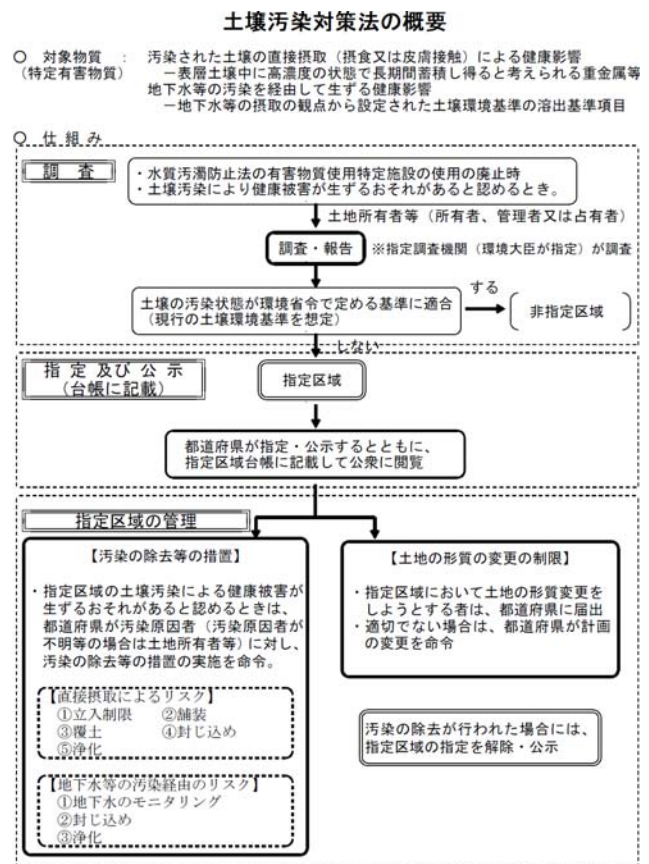 土壌汚染対策法の概要
○ 対象物質 : 汚染された土壌の直接摂取（摂食又は皮膚接触）による健康影響
（特定有害物質） －表層土壌中に高濃度の状態で長期間蓄積し得ると考えられる重金属等
地下水等の汚染を経由して生ずる健康影響
－地下水等の摂取の観点から設定された土壌環境基準の溶出基準項目
○ 仕組み
調 査
・水質汚濁防止法の有害物質使用特定施設の使用の廃止時
・土壌汚染により健康被害が生ずるおそれがあると認めるとき。
土地所有者等（所有者、管理者又は占有者）
調査・報告 ※指定調査機関（環境大臣が指定）が調査
する
土壌の汚染状態が環境省令で定める基準に適合
（現行の土壌環境基準を想定）
非指定区域
しない
指 定 及 び 公 示
（台帳に記載）
指定区域
都道府県が指定・公示するとともに、
指定区域台帳に記載して公衆に閲覧
指定区域の管理
【汚染の除去等の措置】
・指定区域の土壌汚染による健康被害が
生ずるおそれがあると認めるときは、
都道府県が汚染原因者（汚染原因者が
不明等の場合は土地所有者等）に対し、
汚染の除去等の措置の実施を命令。
【直接摂取によるリスク】
①立入制限 ②舗装
③覆土 ④封じ込め
⑤浄化
【地下水等の汚染経由のリスク】
①地下水のモニタリング
②封じ込め
③浄化
【土地の形質の変更の制限】
・指定区域において土地の形質変更を
しようとする者は、都道府県に届出
・適切でない場合は、都道府県が計画
の変更を命令
汚染の除去が行われた場合には、
指定区域の指定を解除・公示